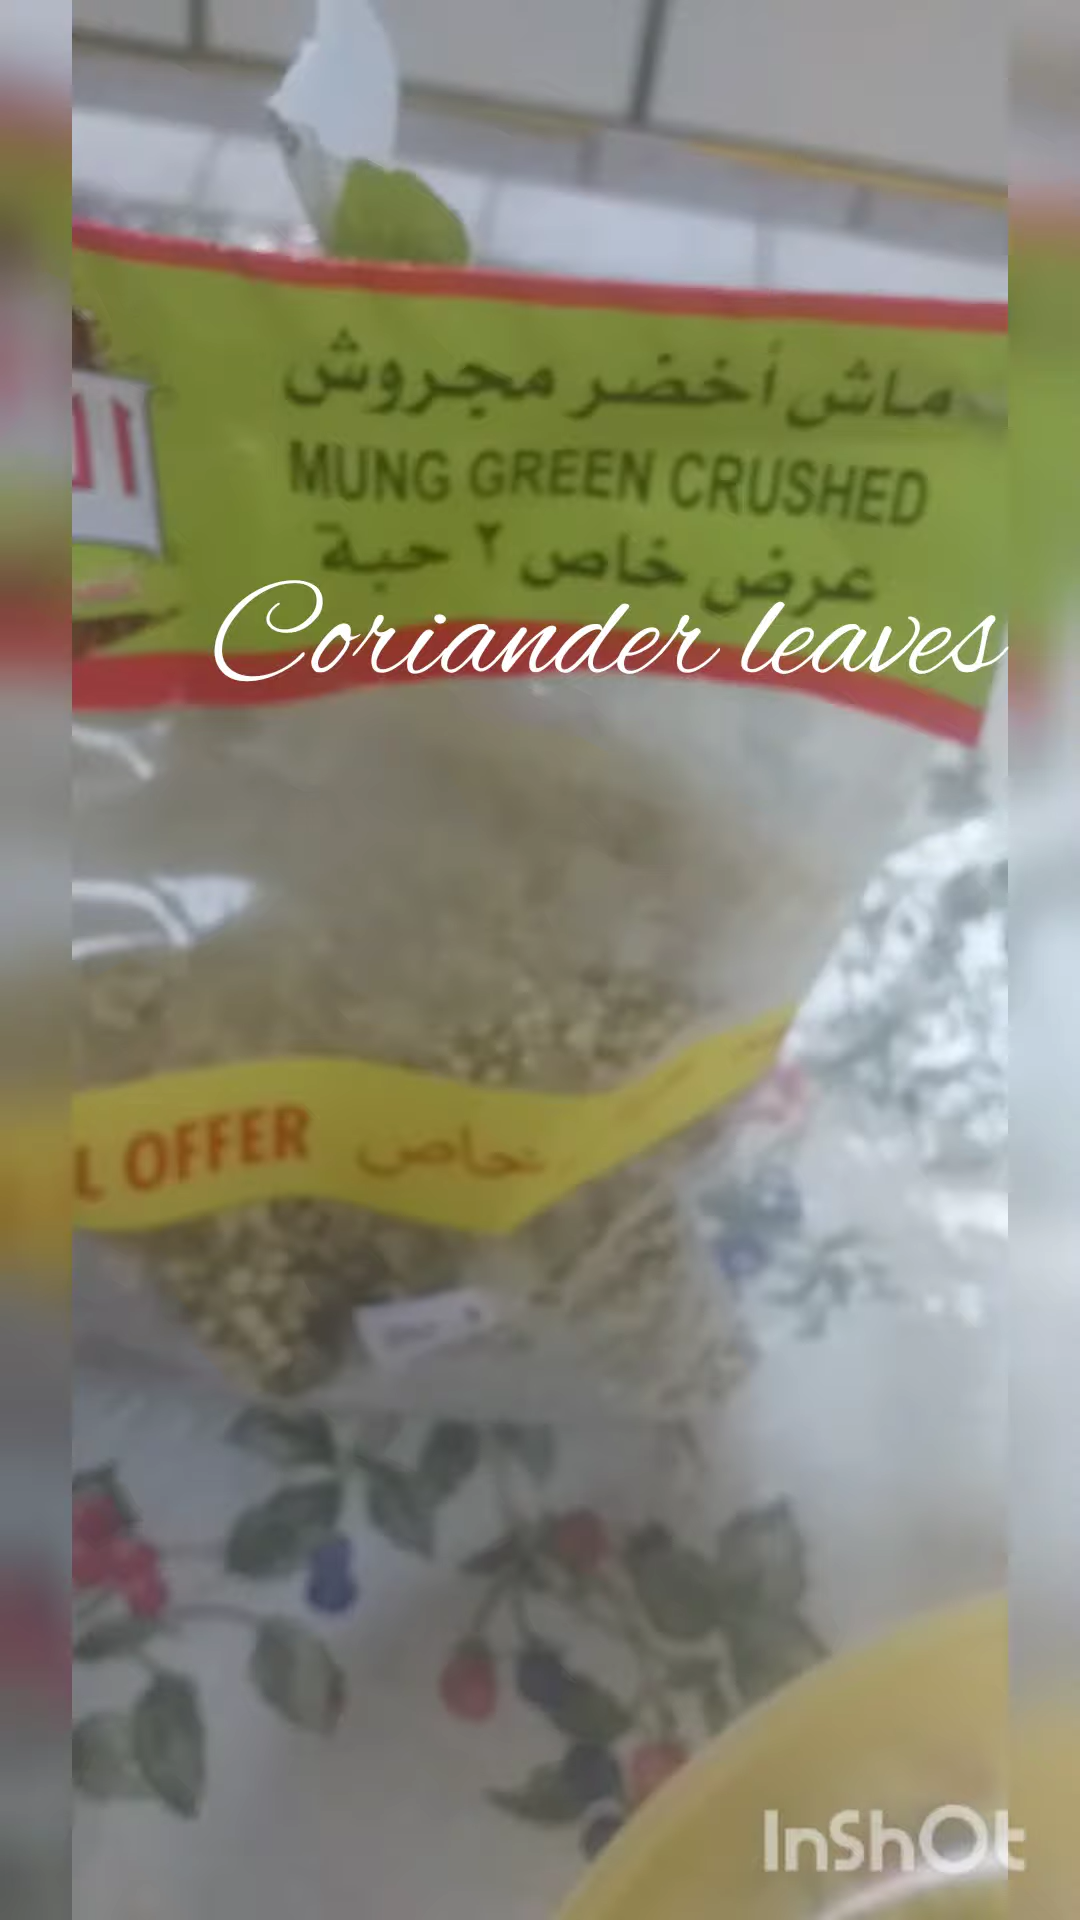 ماش أخضر مجروش
MUNG GREEN CRUSHED
عرض خاص ٢ حبة
Coriander leaves
L OFFER خاص
InShOt